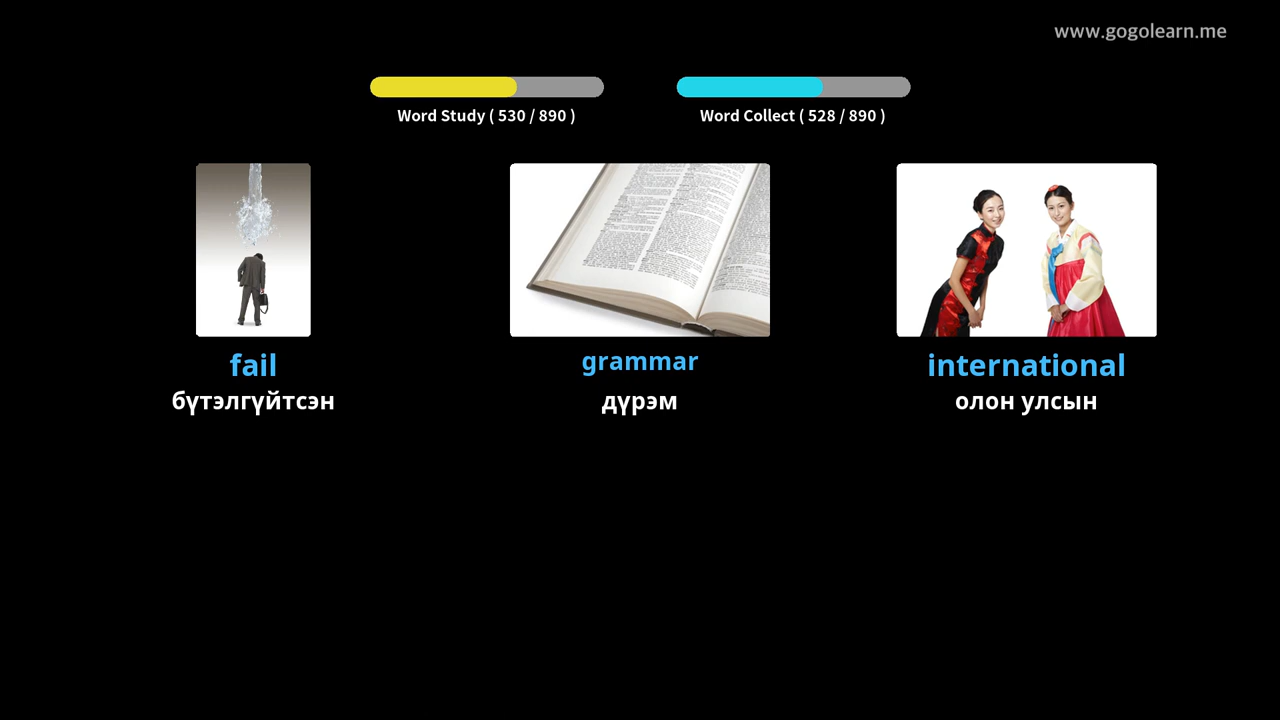 www.gogolearn.me
Word Study ( 530 / 890 )
Word Collect ( 528 / 890 )
fail
grammar
international
бүтэлгүйтсэн
дүрэм
олон улсын